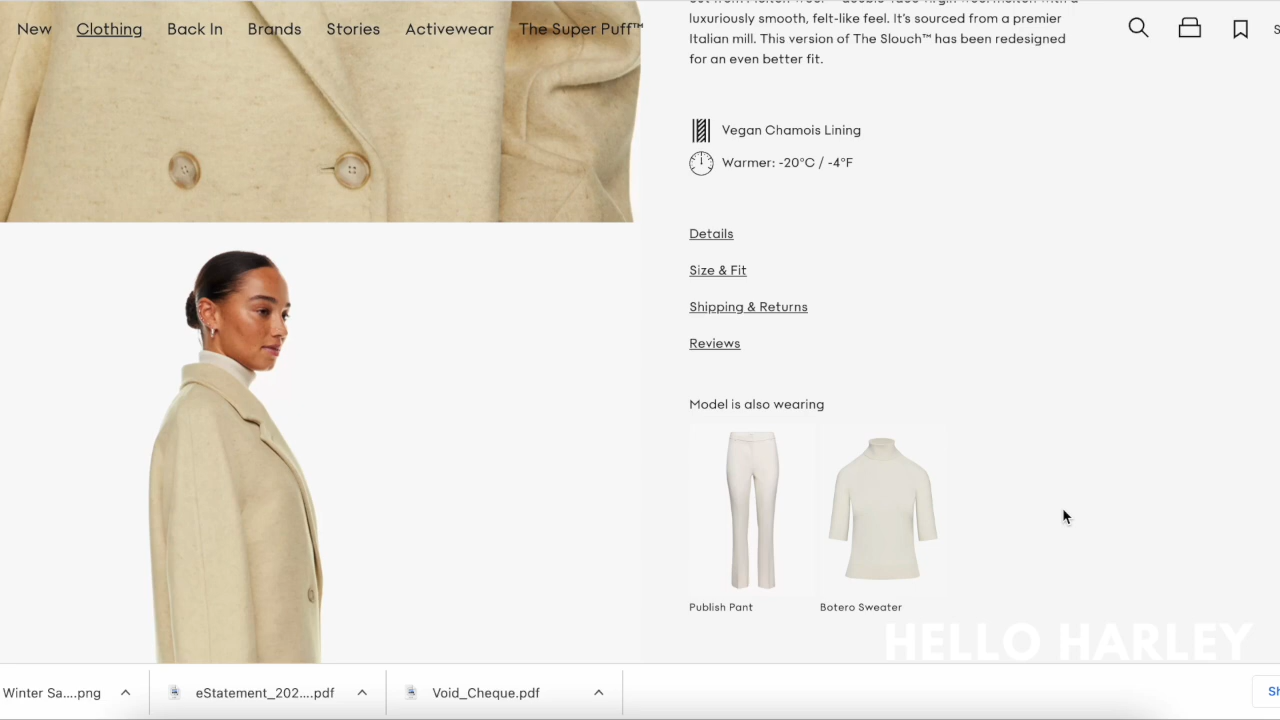 New Clothing Back In Brands Stories Activewear The Super Puff™
luxuriously smooth, felt-like feel. It's sourced from a premier
Italian mill. This version of The Slouch™ has been redesigned
for an even better fit.
Vegan Chamois Lining
Warmer: -20°C / -4°F
Details
Size & Fit
Shipping & Returns
Reviews
Model is also wearing
Publish Pant Botero Sweater
HELLO HARLEY
Winter Sa....png eStatement_202....pdf Void_Cheque.pdf